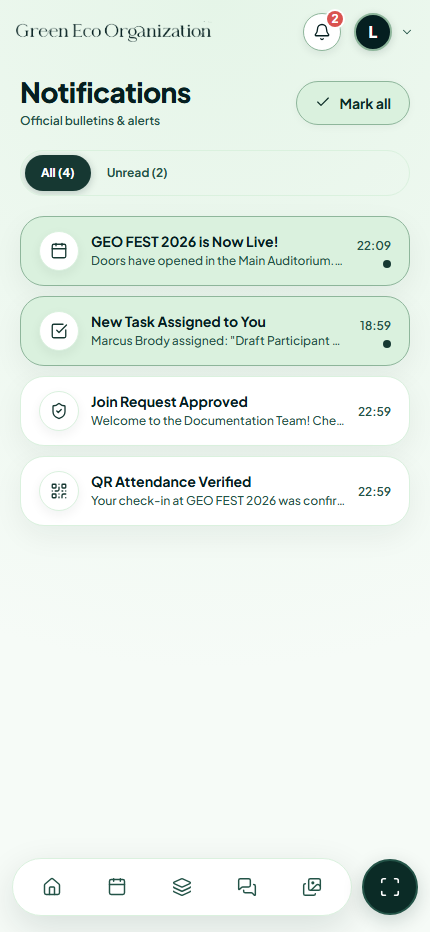 Green Eco Organization
2
L
Notifications
Official bulletins & alerts
Mark all
All (4)
Unread (2)
GEO FEST 2026 is Now Live!
22:09
Doors have opened in the Main Auditorium....
New Task Assigned to You
18:59
Marcus Brody assigned: "Draft Participant ...
Join Request Approved
Welcome to the Documentation Team! Che...
22:59
QR Attendance Verified
Your check-in at GEO FEST 2026 was confir...
22:59